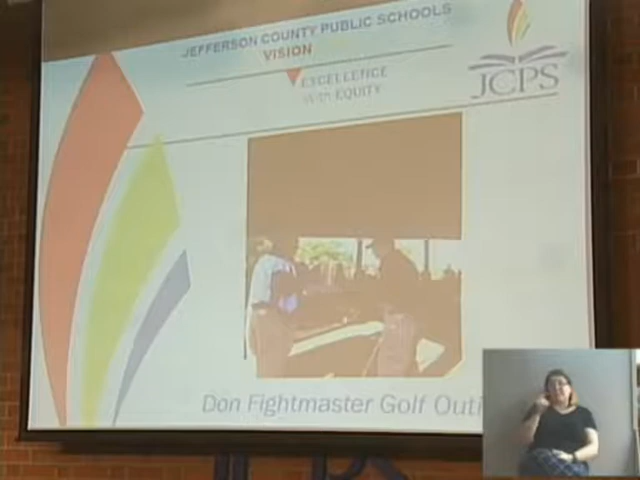 JEFFERSON COUNTY PUBLIC SCHOOLS
VISION
EXCELLENCE
With EQUITY
JCPS
Don Fightmaster Golf Outi